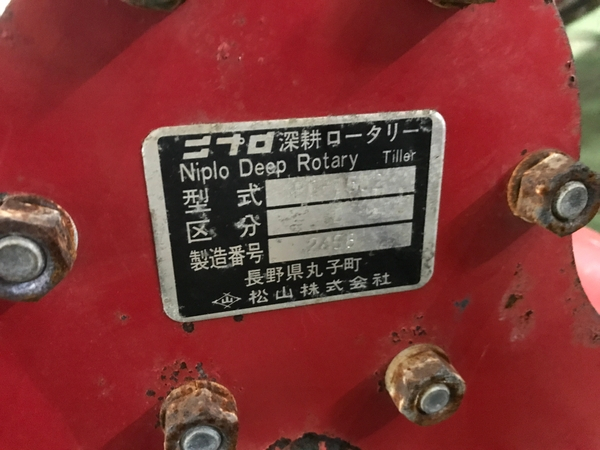 ニプロ 深耕ロータリー
Niplo Deep Rotary Tiller
型式
区分
製造番号
長野県丸子町
松山株式会社